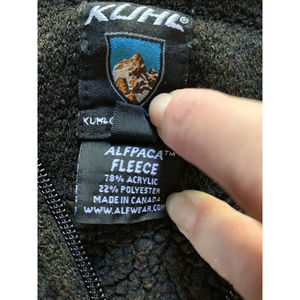 KUHL®
KUHL
ALFPACA™
FLEECE
78% ACRYLIC
22% POLYESTER
MADE IN CANADA
WWW.ALFWEAR.COM